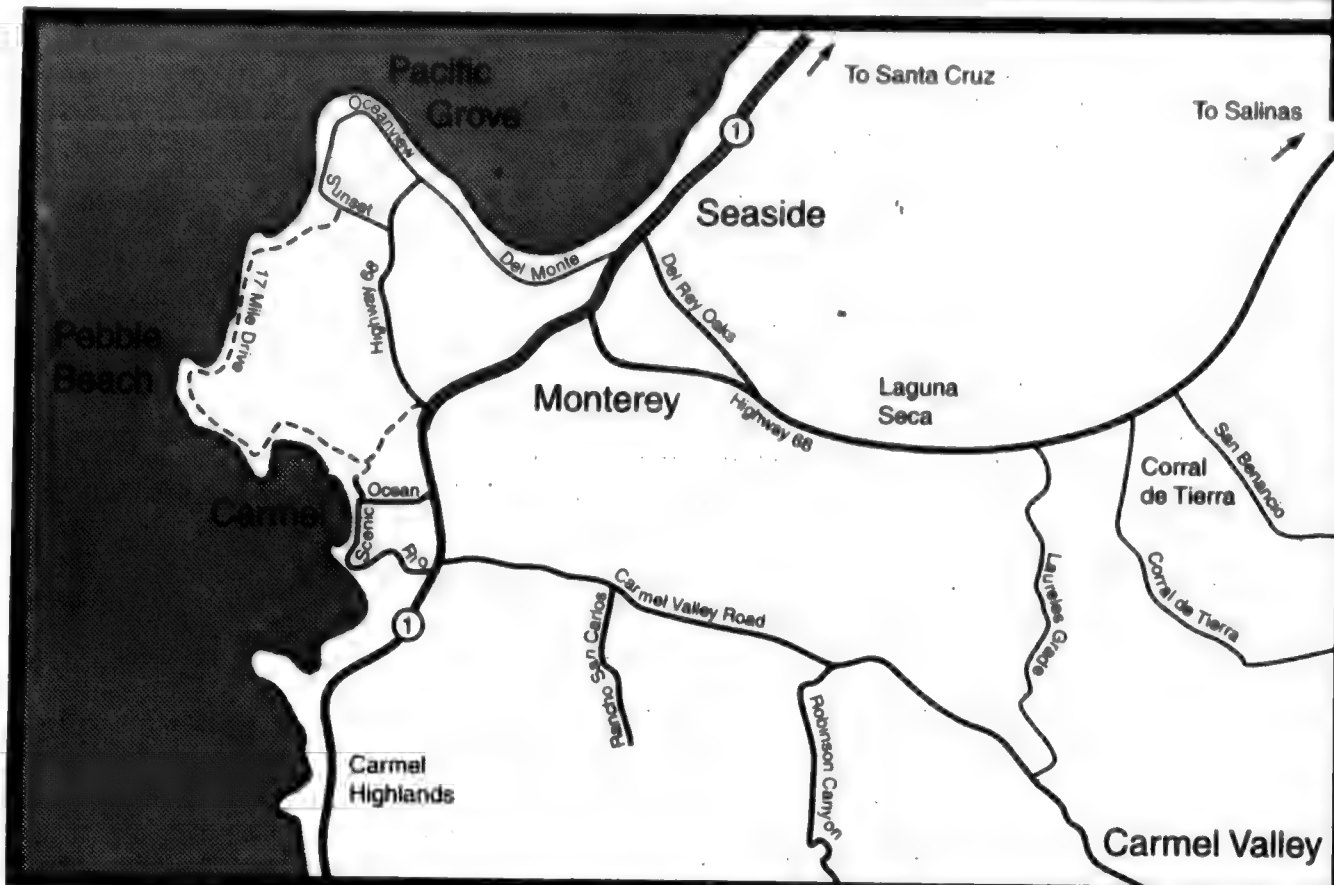 Pacific
Grove
To Santa Cruz
To Salinas
Oceanview
1
Sunset
Seaside
Del Monte
Del Rey Oaks
17 Mile Drive
Highway 68
Pebble
Beach
Monterey
Highway 68
Laguna
Seca
San Benancio
Corral
de Tierra
Ocean
Carmel
Scenic
Rio
Laureles Grade
Corral de Tierra
Carmel Valley Road
Rancho San Carlos
1
Robinson Canyon
Carmel
Highlands
Carmel Valley